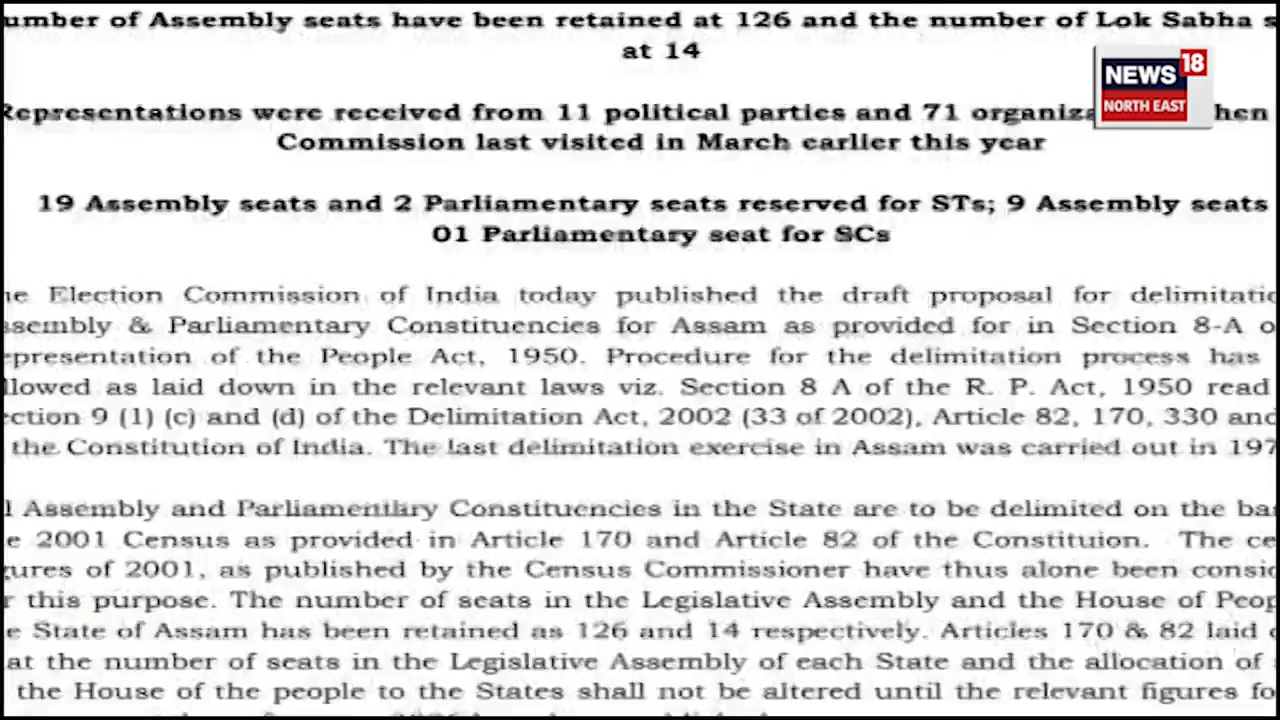 umber of Assembly seats have been retained at 126 and the number of Lok Sabha s
at 14
Representations were received from 11 political parties and 71 organiza hen
Commission last visited in March earlier this year
19 Assembly seats and 2 Parliamentary seats reserved for STs; 9 Assembly seats
01 Parliamentary seat for SCs
ne Election Commission of India today published the draft proposal for delimitatio
ssembly & Parliamentary Constituencies for Assam as provided for in Section 8-A o
epresentation of the People Act, 1950. Procedure for the delimitation process has
llowed as laid down in the relevant laws viz. Section 8 A of the R. P. Act, 1950 read
ection 9 (1) (c) and (d) of the Delimitation Act, 2002 (33 of 2002), Article 82, 170, 330 and
the Constitution of India. The last delimitation exercise in Assam was carried out in 197
l Assembly and Parliamentary Constituencies in the State are to be delimited on the ba
e 2001 Census as provided in Article 170 and Article 82 of the Constituion. The ce
gures of 2001, as published by the Census Commissioner have thus alone been consid
r this purpose. The number of seats in the Legislative Assembly and the House of Peop
e State of Assam has been retained as 126 and 14 respectively. Articles 170 & 82 laid
at the number of seats in the Legislative Assembly of each State and the allocation of
the House of the people to the States shall not be altered until the relevant figures fo
NEWS 18
NORTH EAST